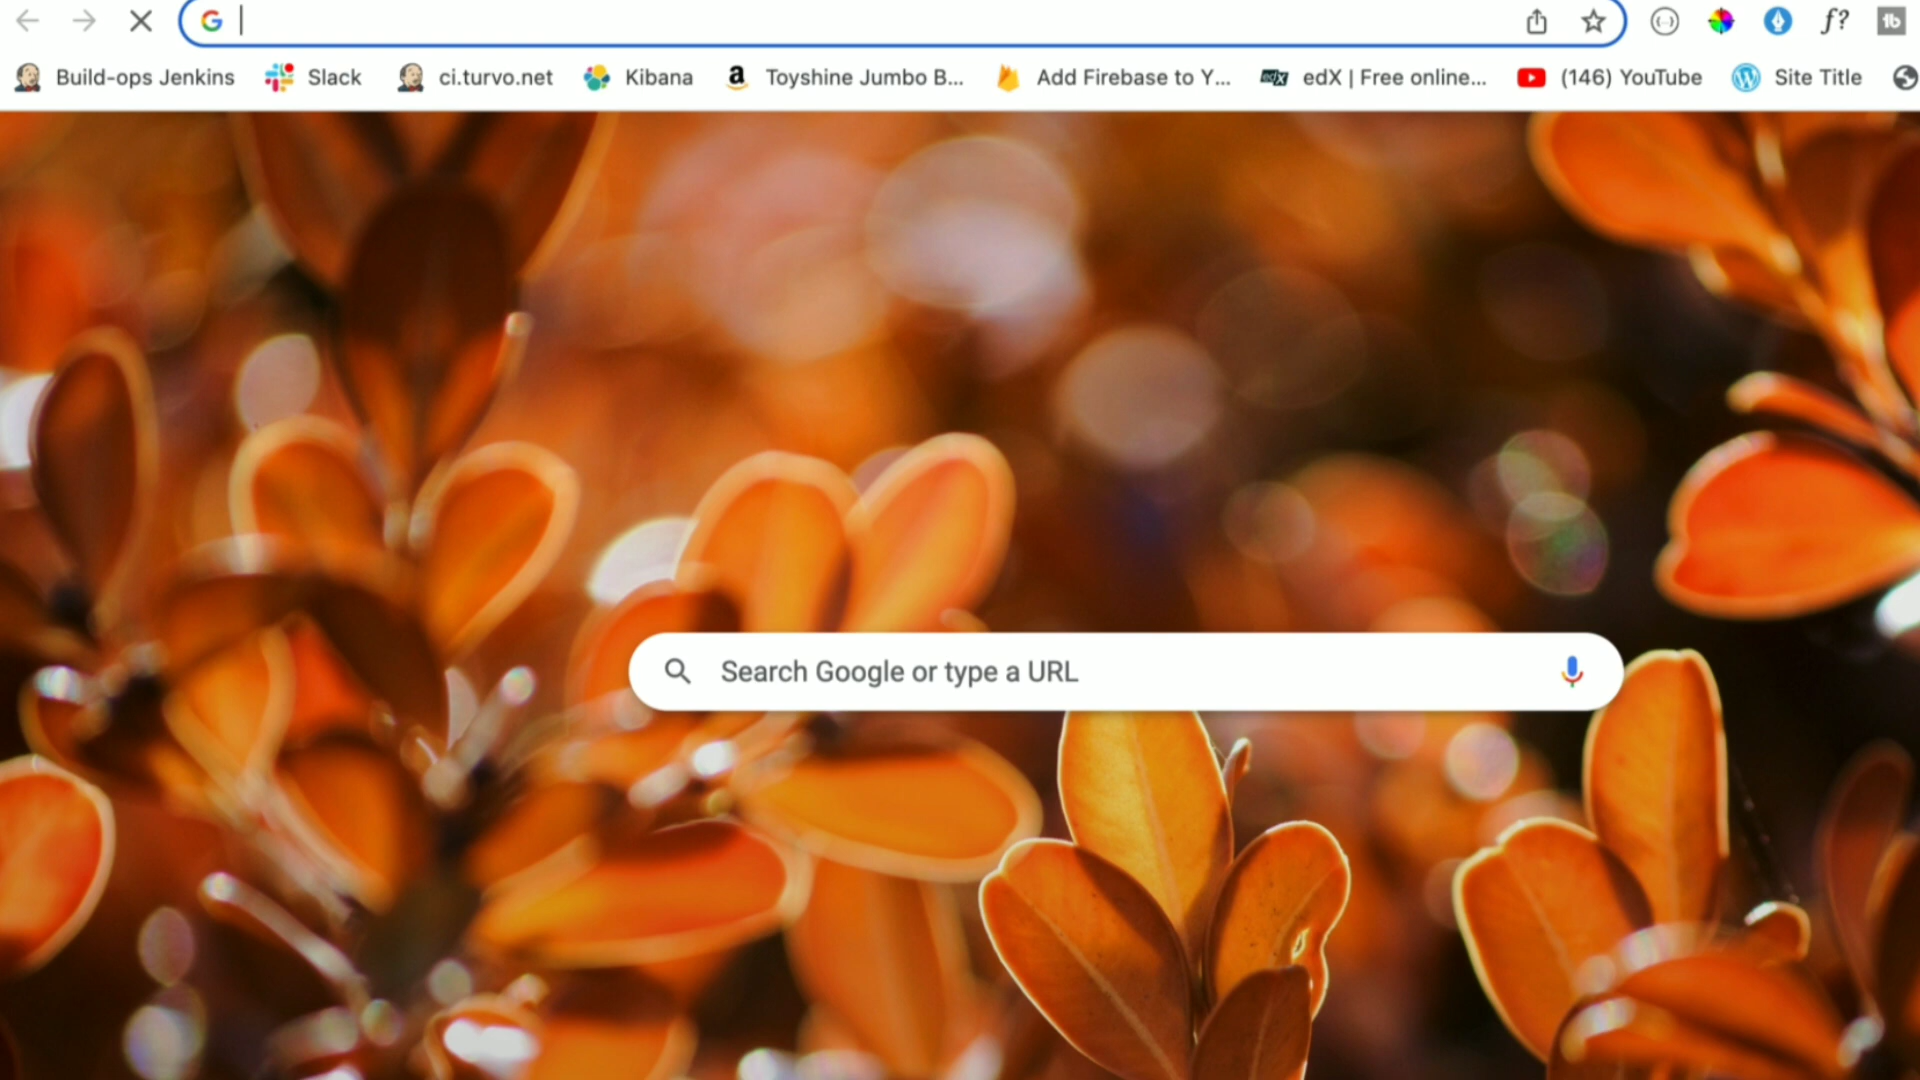 Build-ops Jenkins Slack ci.turvo.net Kibana Toyshine Jumbo B... Add Firebase to Y... edX | Free online... (146) YouTube Site Title
Search Google or type a URL